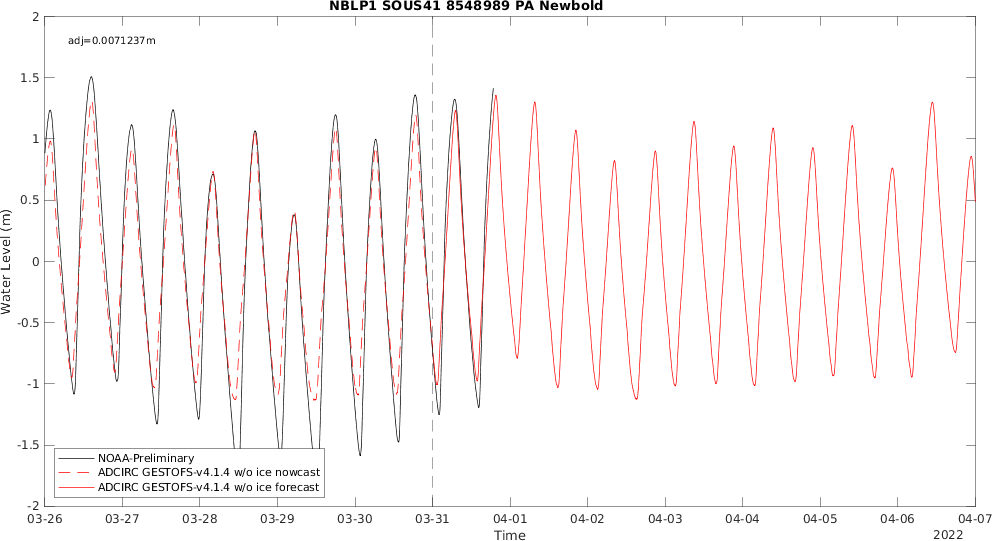 NBLP1 SOUS41 8548989 PA Newbold
adj=0.0071237m
2
1.5
1
0.5
0
-0.5
-1
-1.5
-2
Water Level (m)
NOAA-Preliminary
ADCIRC GESTOFS-v4.1.4 w/o ice nowcast
ADCIRC GESTOFS-v4.1.4 w/o ice forecast
03-26 03-27 03-28 03-29 03-30 03-31 04-01 04-02 04-03 04-04 04-05 04-06 04-07
Time
2022